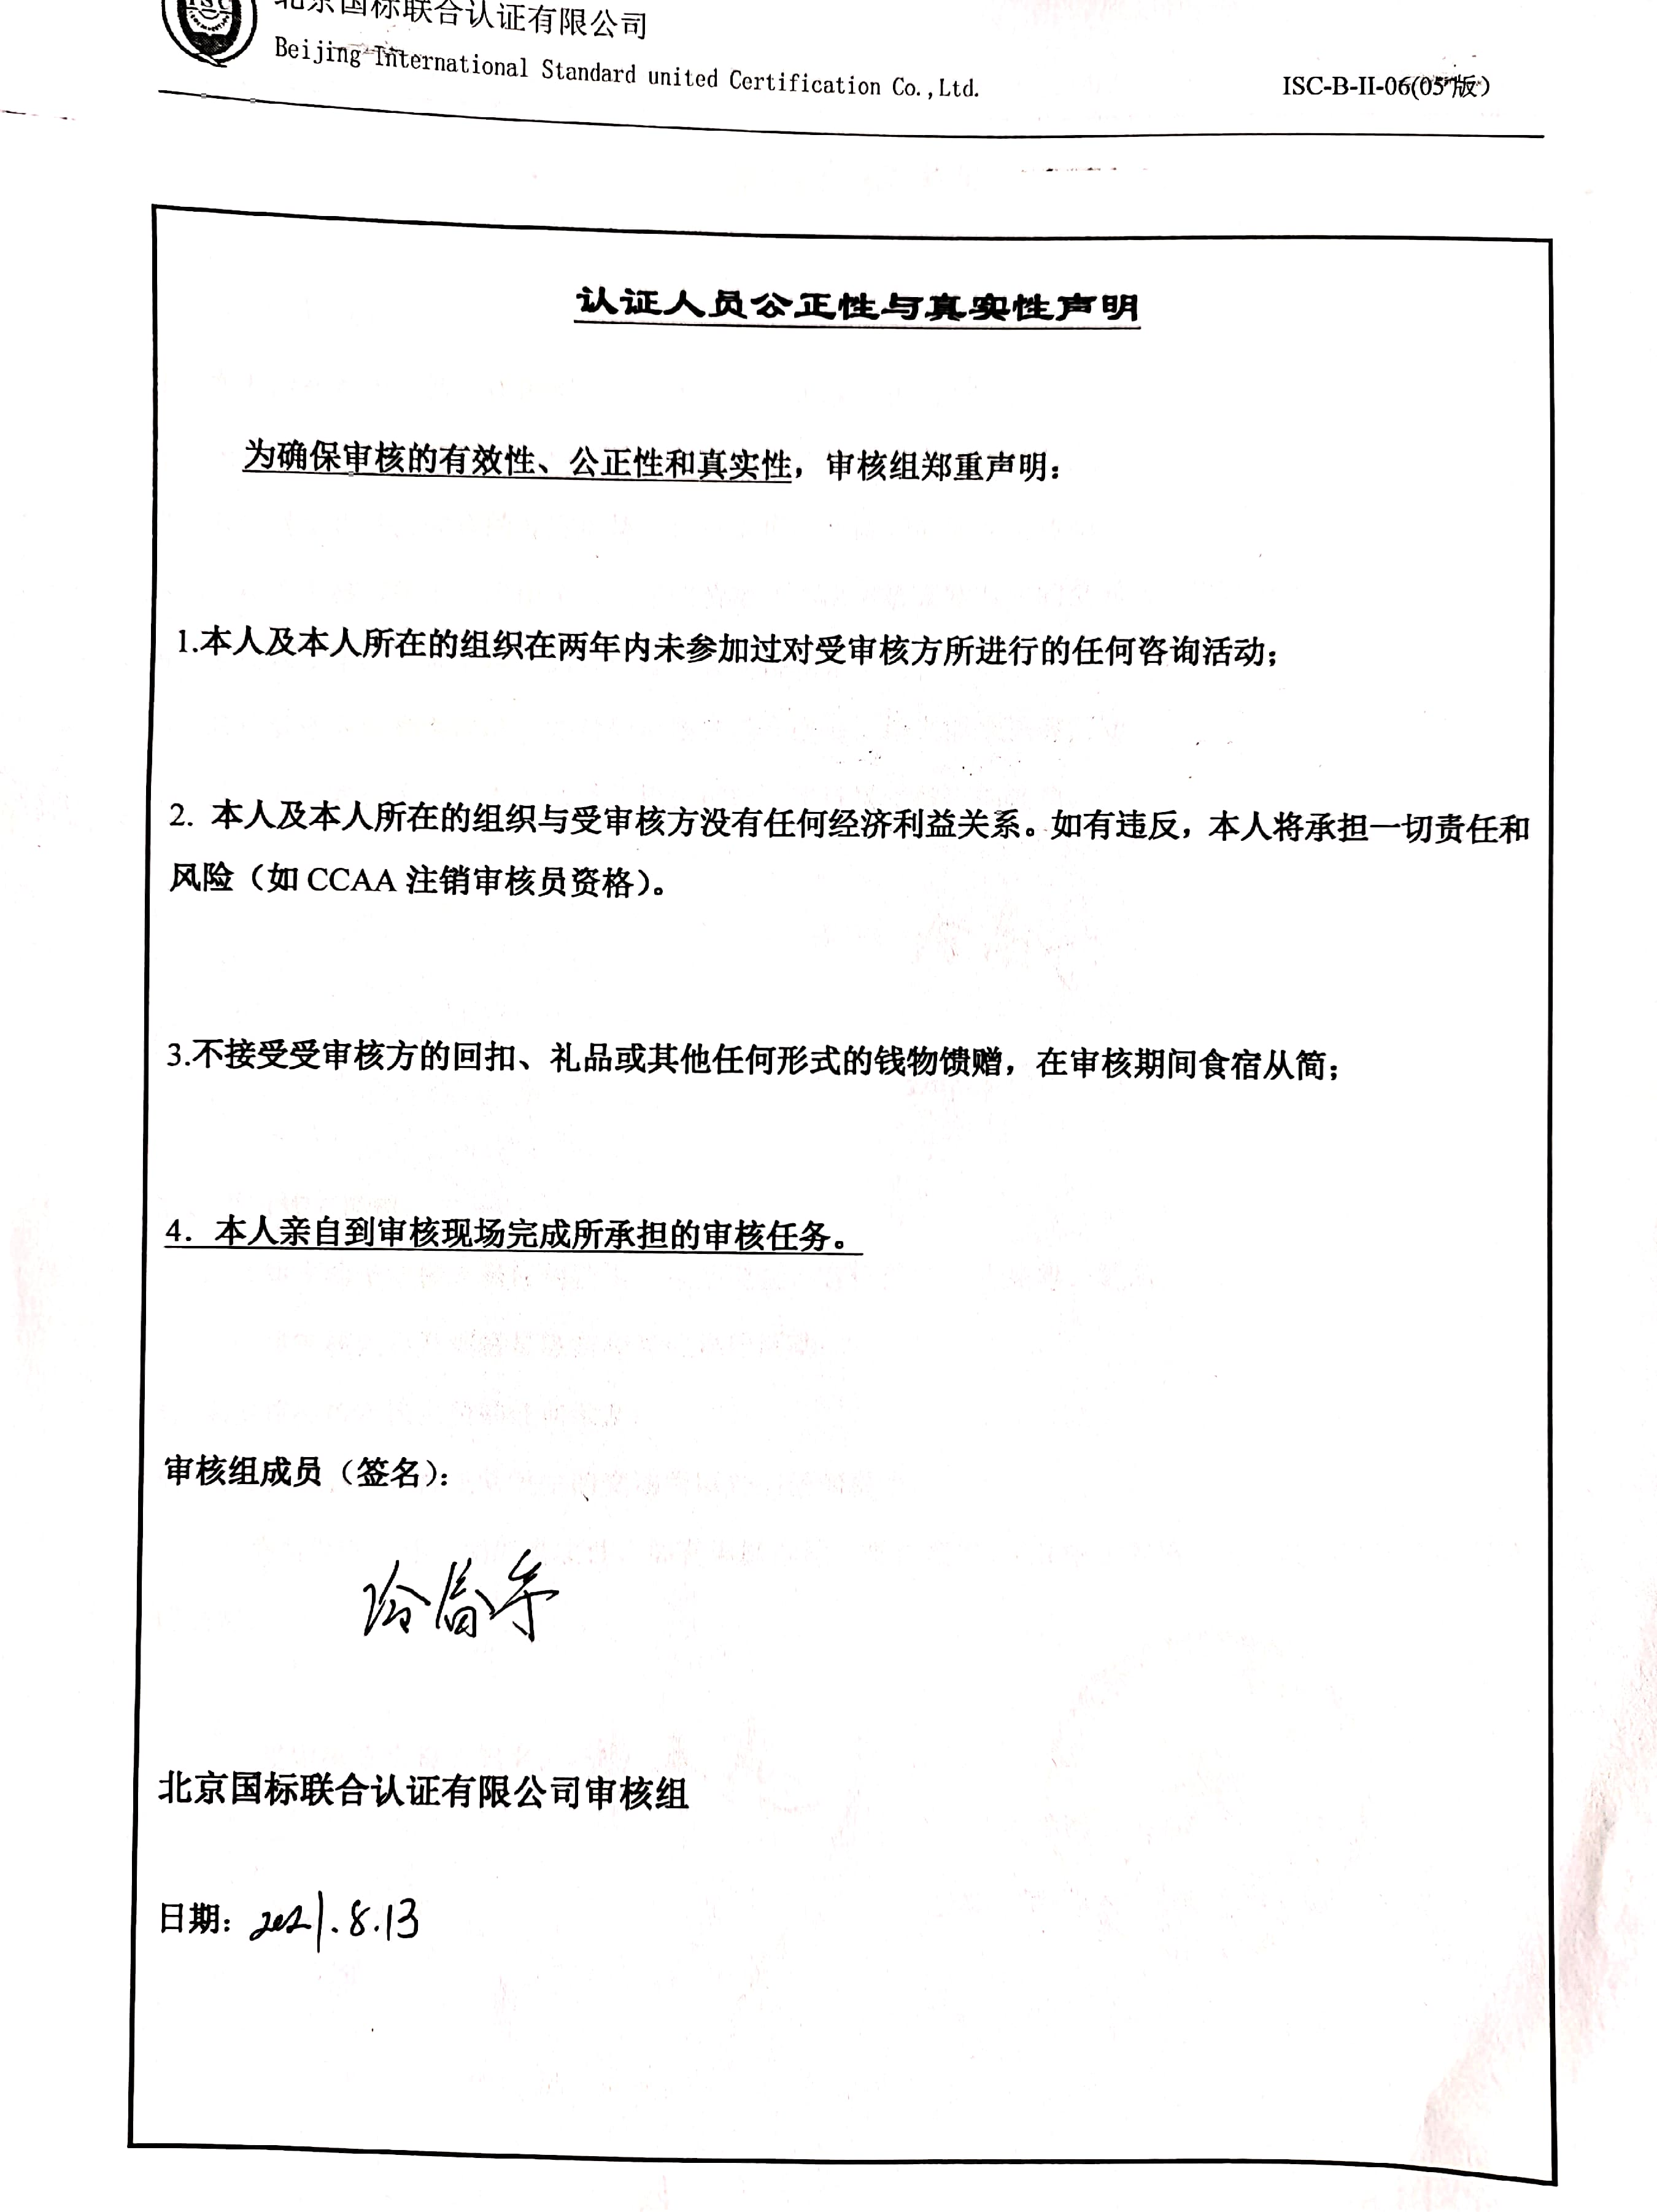 ISC
北京国标联合认证有限公司
Beijing International Standard united Certification Co.,Ltd.
ISC-B-II-06(05版)
认证人员公正性与真实性声明
为确保审核的有效性、公正性和真实性，审核组郑重声明：
1.本人及本人所在的组织在两年内未参加过对受审核方所进行的任何咨询活动；
2. 本人及本人所在的组织与受审核方没有任何经济利益关系。如有违反，本人将承担一切责任和
风险（如 CCAA 注销审核员资格）。
3.不接受受审核方的回扣、礼品或其他任何形式的钱物馈赠，在审核期间食宿从简；
4. 本人亲自到审核现场完成所承担的审核任务。
审核组成员（签名）：
北京国标联合认证有限公司审核组
日期：2021.8.13